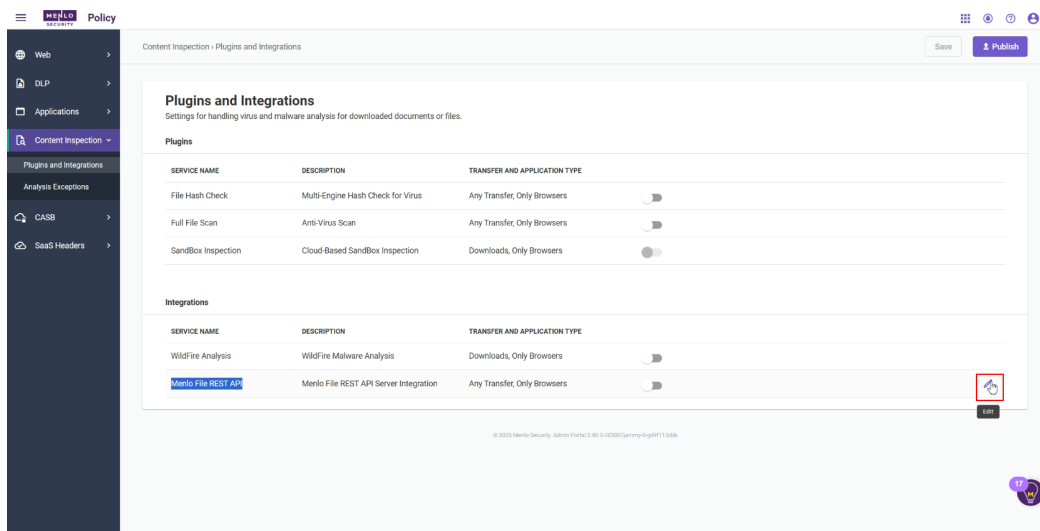 MENLO
SECURITY
Policy
Web
DLP
Applications
Content Inspection
Plugins and Integrations
Analysis Exceptions
CASB
SaaS Headers
Content Inspection › Plugins and Integrations
Save
Publish
Plugins and Integrations
Settings for handling virus and malware analysis for downloaded documents or files.
Plugins
SERVICE NAME DESCRIPTION TRANSFER AND APPLICATION TYPE
File Hash Check Multi-Engine Hash Check for Virus Any Transfer, Only Browsers
Full File Scan Anti-Virus Scan Any Transfer, Only Browsers
SandBox Inspection Cloud-Based SandBox Inspection Downloads, Only Browsers
Integrations
SERVICE NAME DESCRIPTION TRANSFER AND APPLICATION TYPE
WildFire Analysis WildFire Malware Analysis Downloads, Only Browsers
Menlo File REST API Menlo File REST API Server Integration Any Transfer, Only Browsers
Edit
© 2025 Menlo Security. Admin Portal
17
M